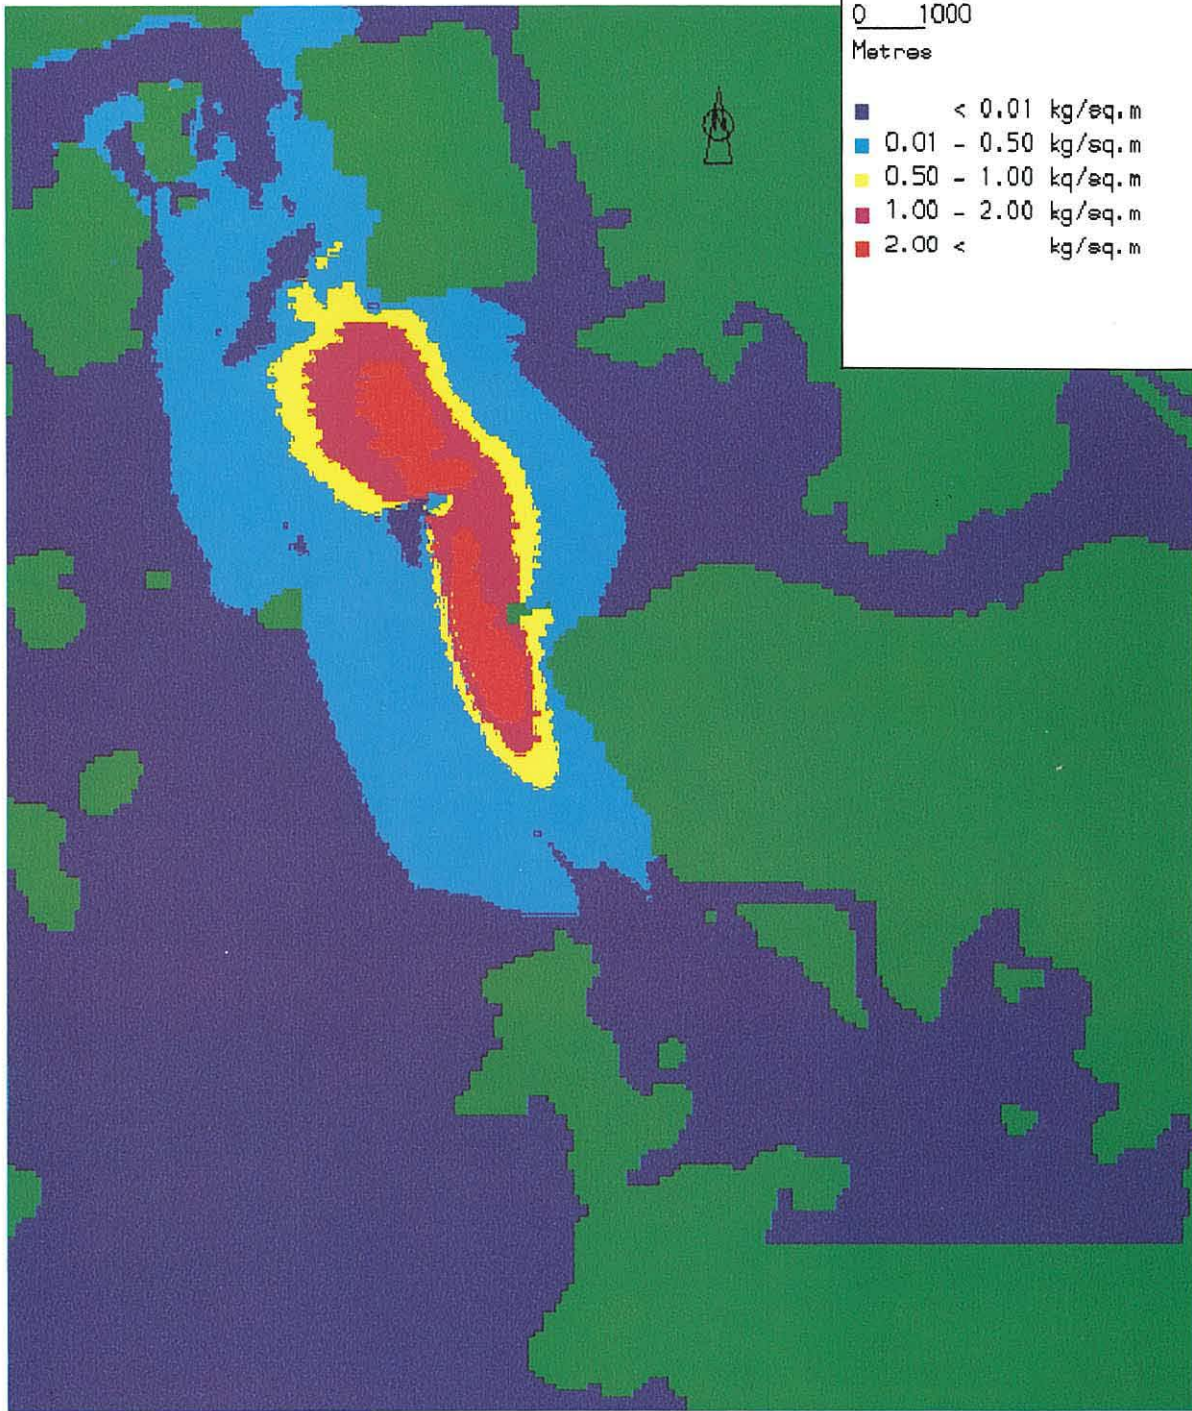 0 1000
Metres
< 0.01 kg/sq.m
0.01 - 0.50 kg/sq.m
0.50 - 1.00 kq/sq.m
1.00 - 2.00 kg/sq.m
2.00 < kg/sq.m
N